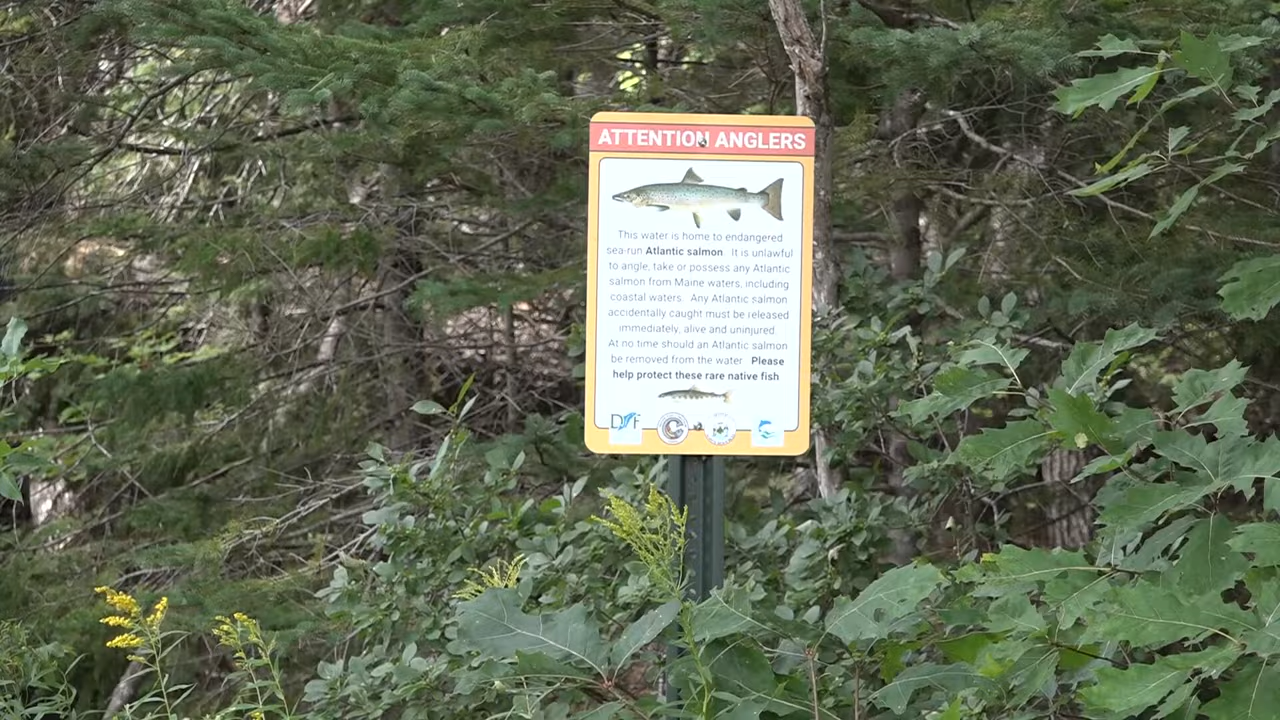 ATTENTION ANGLERS
This water is home to endangered
sea-run Atlantic salmon. It is unlawful
to angle, take or possess any Atlantic
salmon from Maine waters, including
coastal waters. Any Atlantic salmon
accidentally caught must be released
immediately, alive and uninjured.
At no time should an Atlantic salmon
be removed from the water. Please
help protect these rare native fish